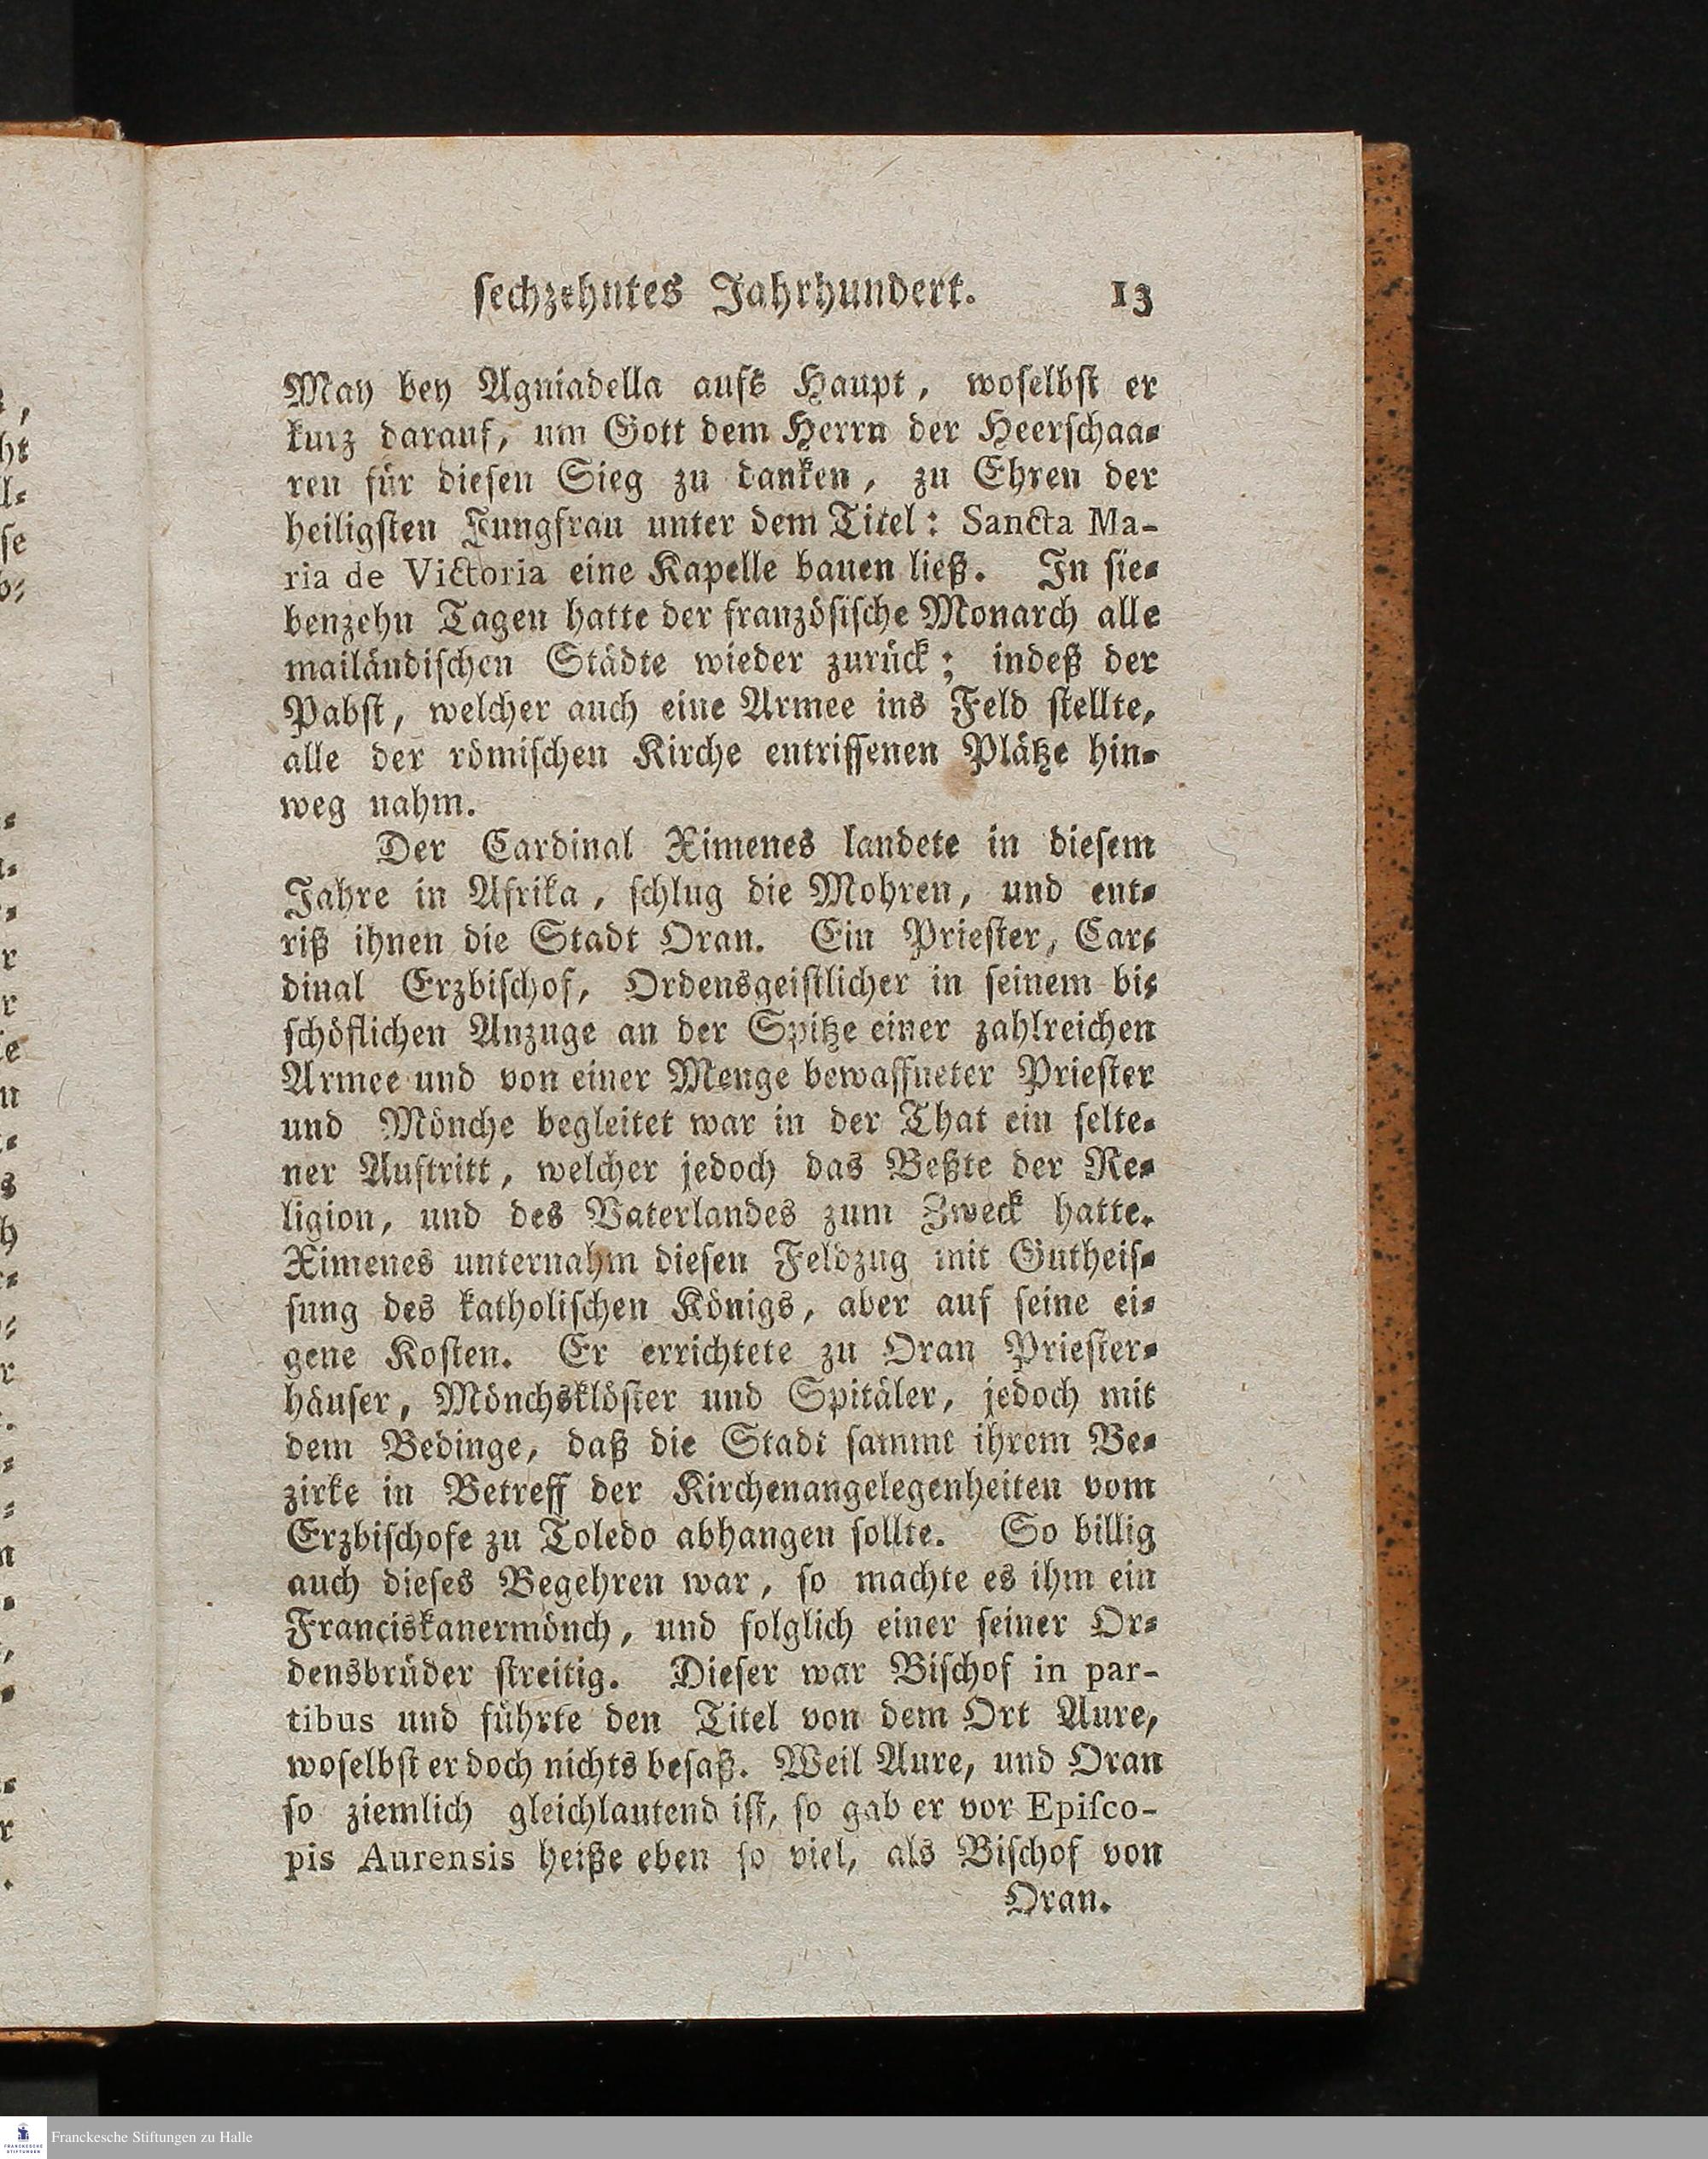 sechzehntes Jahrhundert. 13
May bey Agniadella aufs Haupt, woselbst er
kurz darauf, um Gott dem Herrn der Heerschaa-
ren für diesen Sieg zu danken, zu Ehren der
heiligsten Jungfrau unter dem Titel: Sancta Ma-
ria de Victoria eine Kapelle bauen ließ. In sie-
benzehn Tagen hatte der französische Monarch alle
mailändischen Städte wieder zurück; indeß der
Pabst, welcher auch eine Armee ins Feld stellte,
alle der römischen Kirche entrissenen Plätze hin-
weg nahm.
Der Cardinal Ximenes landete in diesem
Jahre in Afrika, schlug die Mohren, und ent-
riß ihnen die Stadt Oran. Ein Priester, Car-
dinal Erzbischof, Ordensgeistlicher in seinem bi-
schöflichen Anzuge an der Spitze einer zahlreichen
Armee und von einer Menge bewaffneter Priester
und Mönche begleitet war in der That ein selte-
ner Auftritt, welcher jedoch das Beßte der Re-
ligion, und des Vaterlandes zum Zweck hatte.
Ximenes unternahm diesen Feldzug mit Gutheis-
sung des katholischen Königs, aber auf seine ei-
gene Kosten. Er errichtete zu Oran Priester-
häuser, Mönchsklöster und Spitäler, jedoch mit
dem Bedinge, daß die Stadt sammt ihrem Be-
zirke in Betreff der Kirchenangelegenheiten vom
Erzbischofe zu Toledo abhangen sollte. So billig
auch dieses Begehren war, so machte es ihm ein
Franciskanermönch, und folglich einer seiner Or-
densbrüder streitig. Dieser war Bischof in par-
tibus und führte den Titel von dem Ort Aure,
woselbst er doch nichts besaß. Weil Aure, und Oran
so ziemlich gleichlautend ist, so gab er vor Episco-
pis Aurensis heiße eben so viel, als Bischof von
Oran.
Franckesche Stiftungen zu Halle